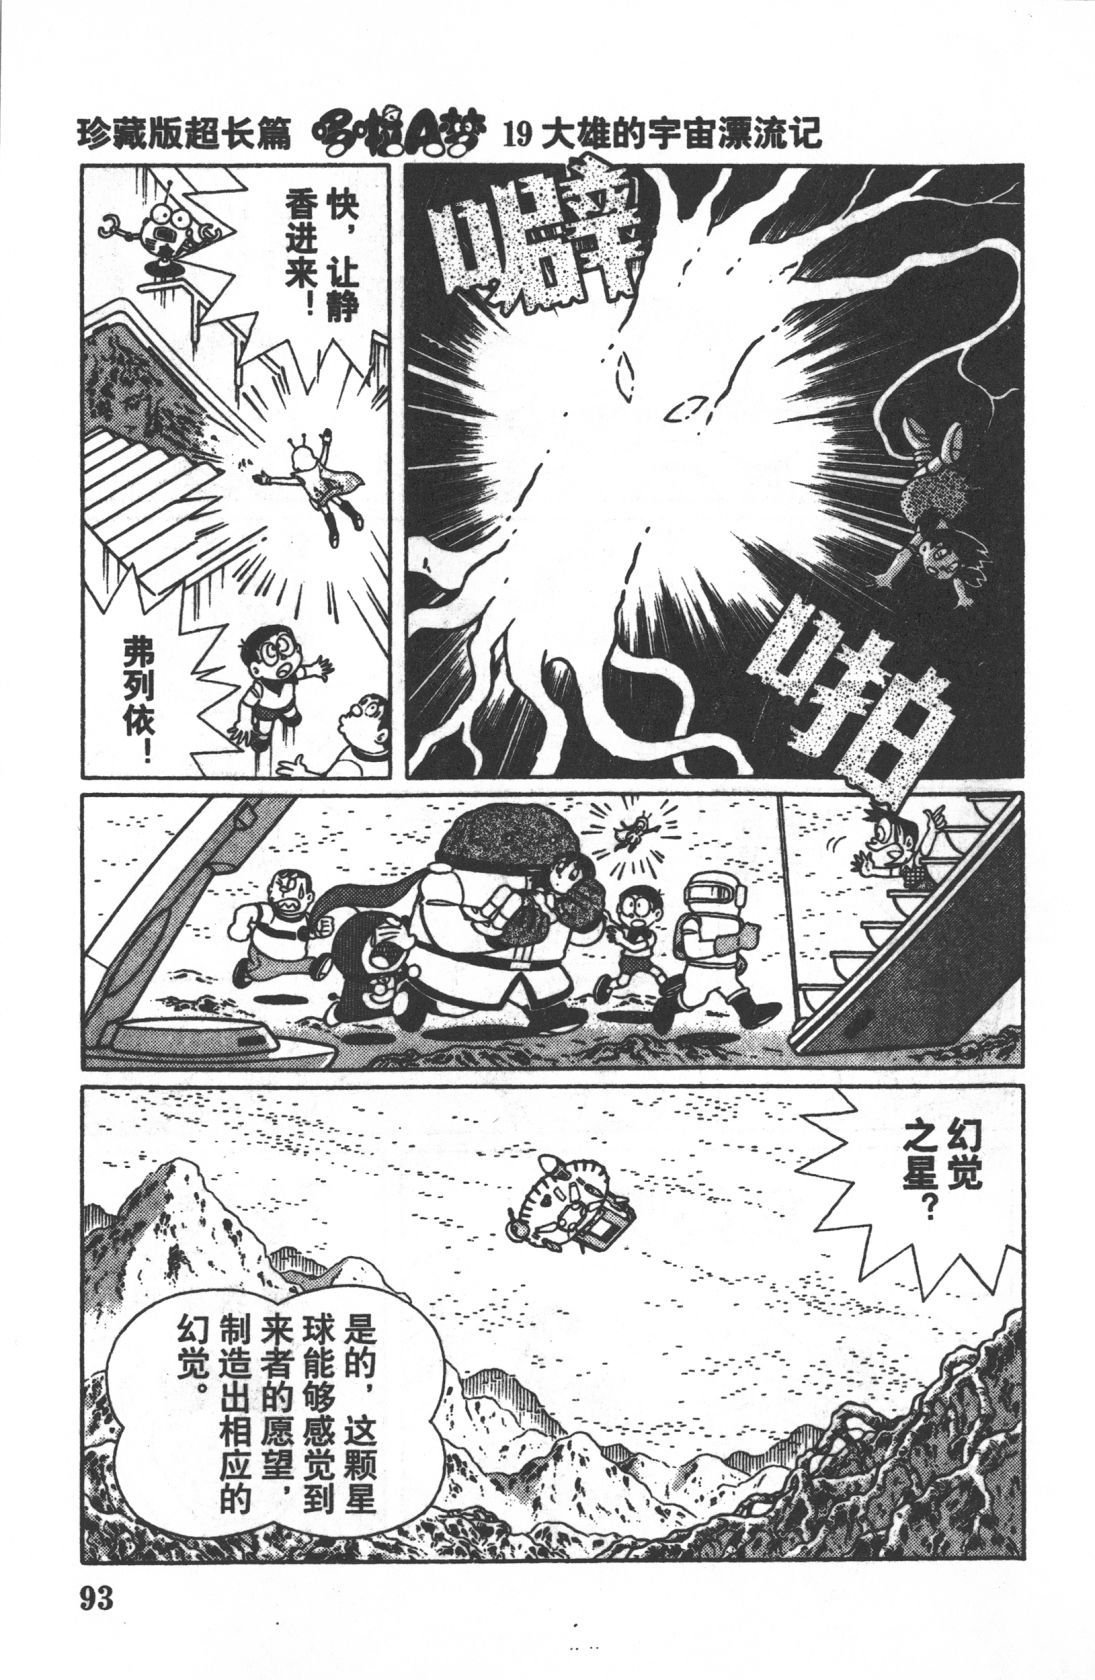 珍藏版超长篇 哆啦A梦 19 大雄的宇宙漂流记
噼
啪
快，让静
香进来！
弗列依！
幻觉
之星？
是的，这颗星
球能够感觉到
来者的愿望，
制造出相应的
幻觉。
93